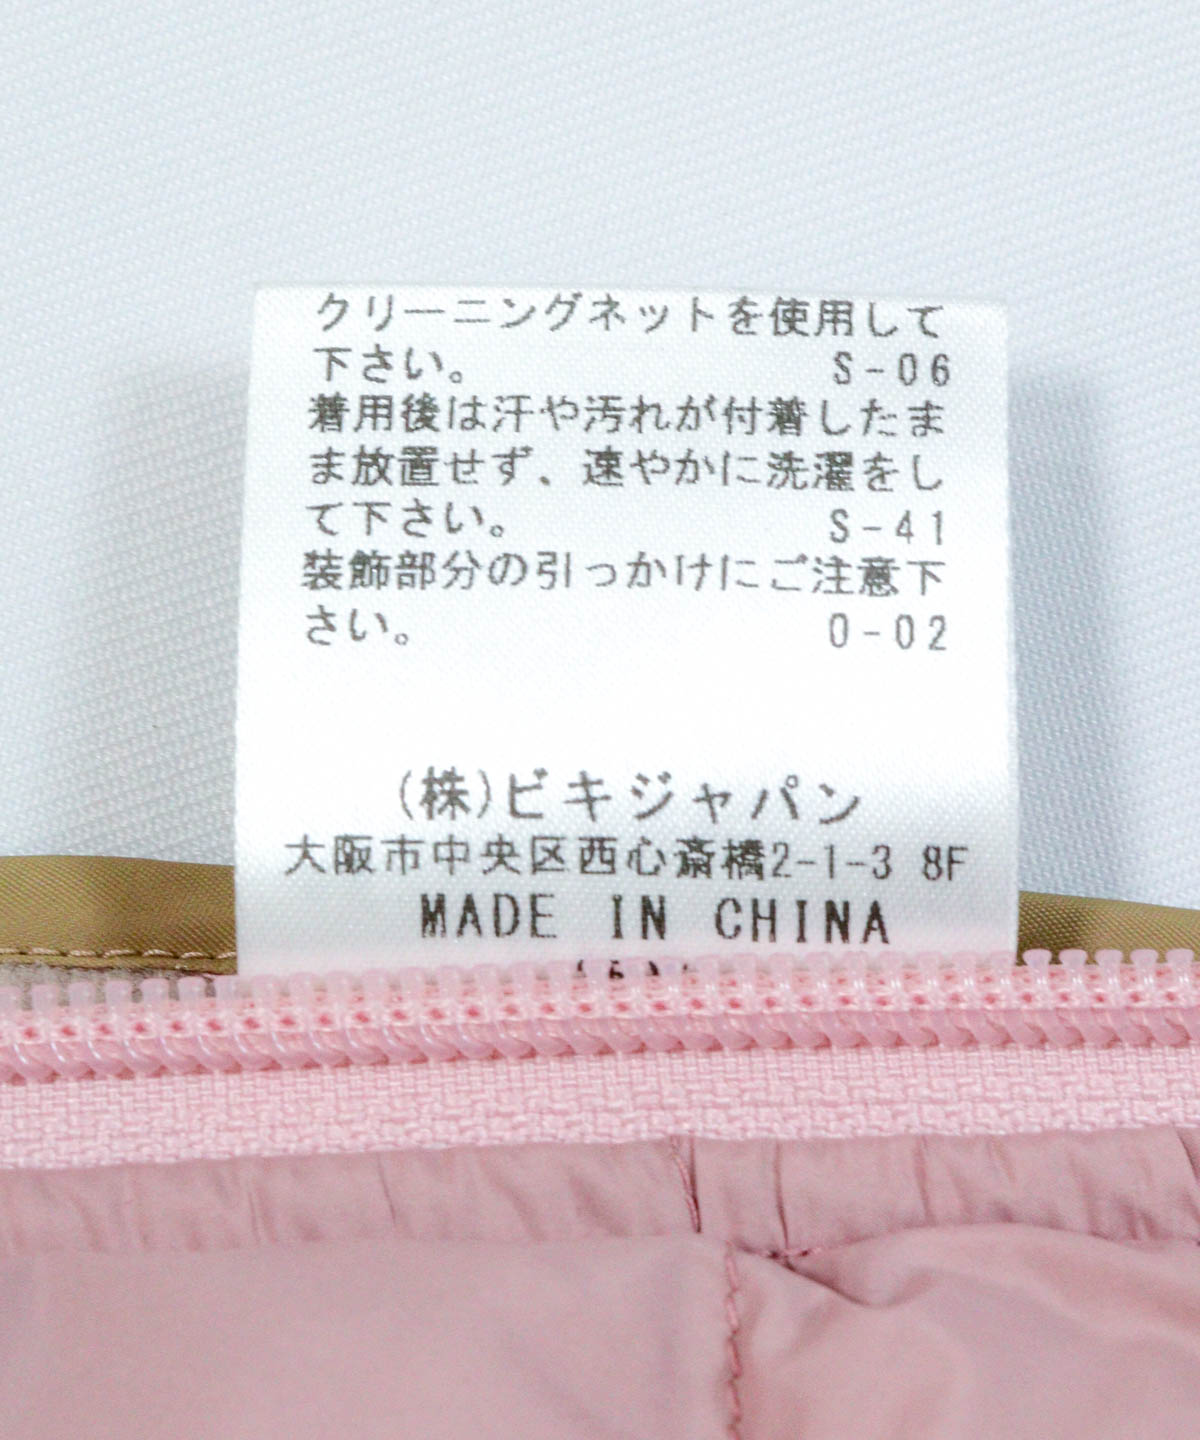 クリーニングネットを使用して
下さい。 S-06
着用後は汗や汚れが付着したま
ま放置せず、速やかに洗濯をし
て下さい。 S-41
装飾部分の引っかけにご注意下
さい。 0-02
(株)ビキジャパン
大阪市中央区西心斎橋2-1-3 8F
MADE IN CHINA